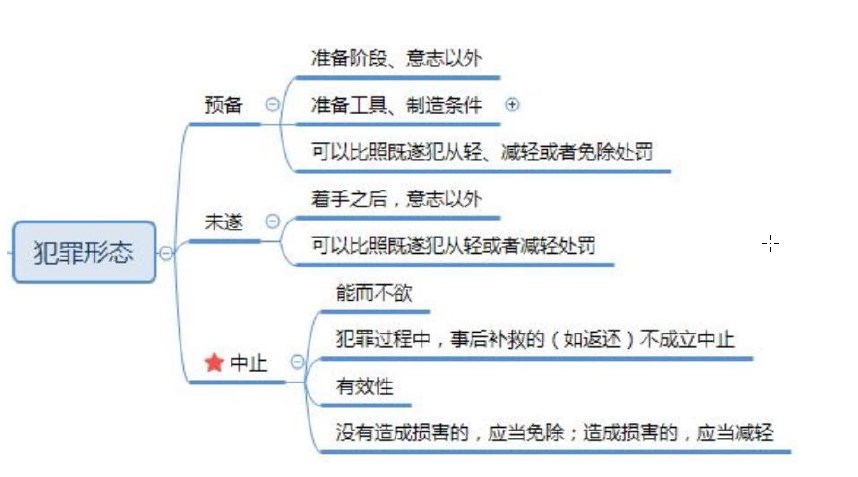 犯罪形态
预备
准备阶段、意志以外
准备工具、制造条件
可以比照既遂犯从轻、减轻或者免除处罚
未遂
着手之后，意志以外
可以比照既遂犯从轻或者减轻处罚
中止
能而不欲
犯罪过程中，事后补救的（如返还）不成立中止
有效性
没有造成损害的，应当免除；造成损害的，应当减轻